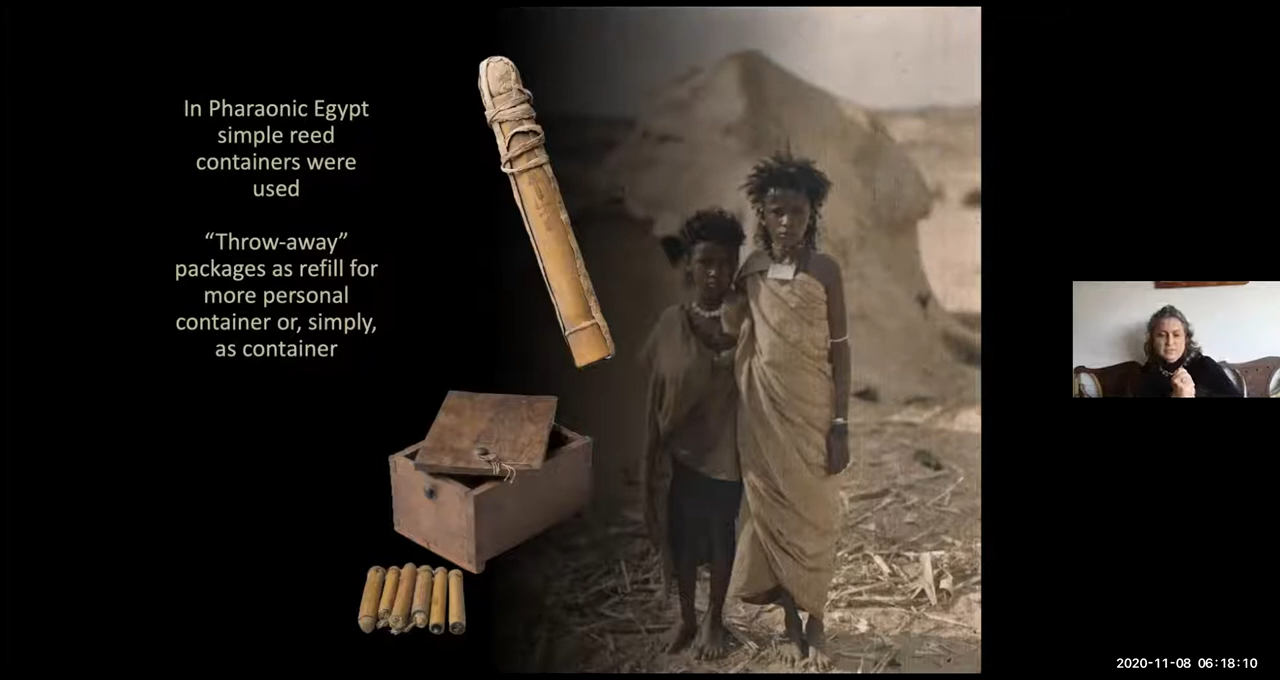 In Pharaonic Egypt
simple reed
containers were
used
“Throw-away”
packages as refill for
more personal
container or, simply,
as container
2020-11-08 06:18:10